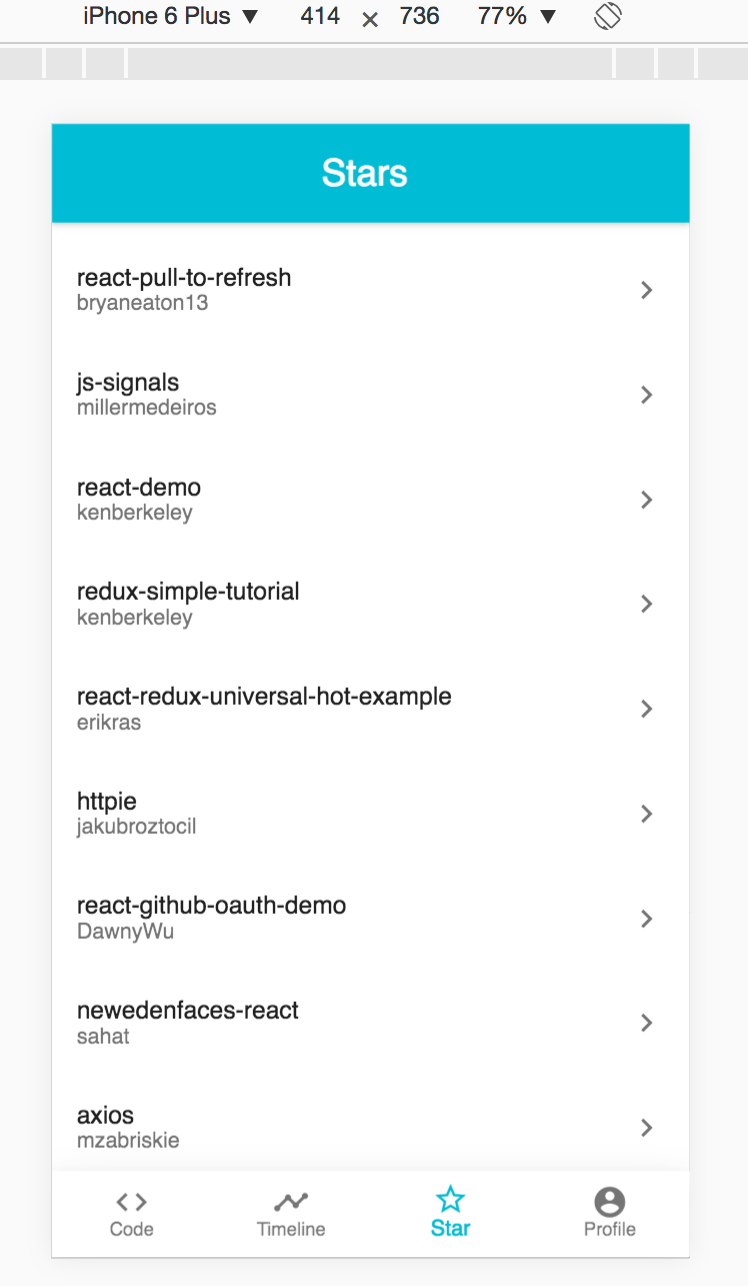 iPhone 6 Plus ▼ 414 × 736 77% ▼
Stars
react-pull-to-refresh
bryaneaton13
js-signals
millermedeiros
react-demo
kenberkeley
redux-simple-tutorial
kenberkeley
react-redux-universal-hot-example
erikras
httpie
jakubroztocil
react-github-oauth-demo
DawnyWu
newedenfaces-react
sahat
axios
mzabriskie
Code Timeline Star Profile